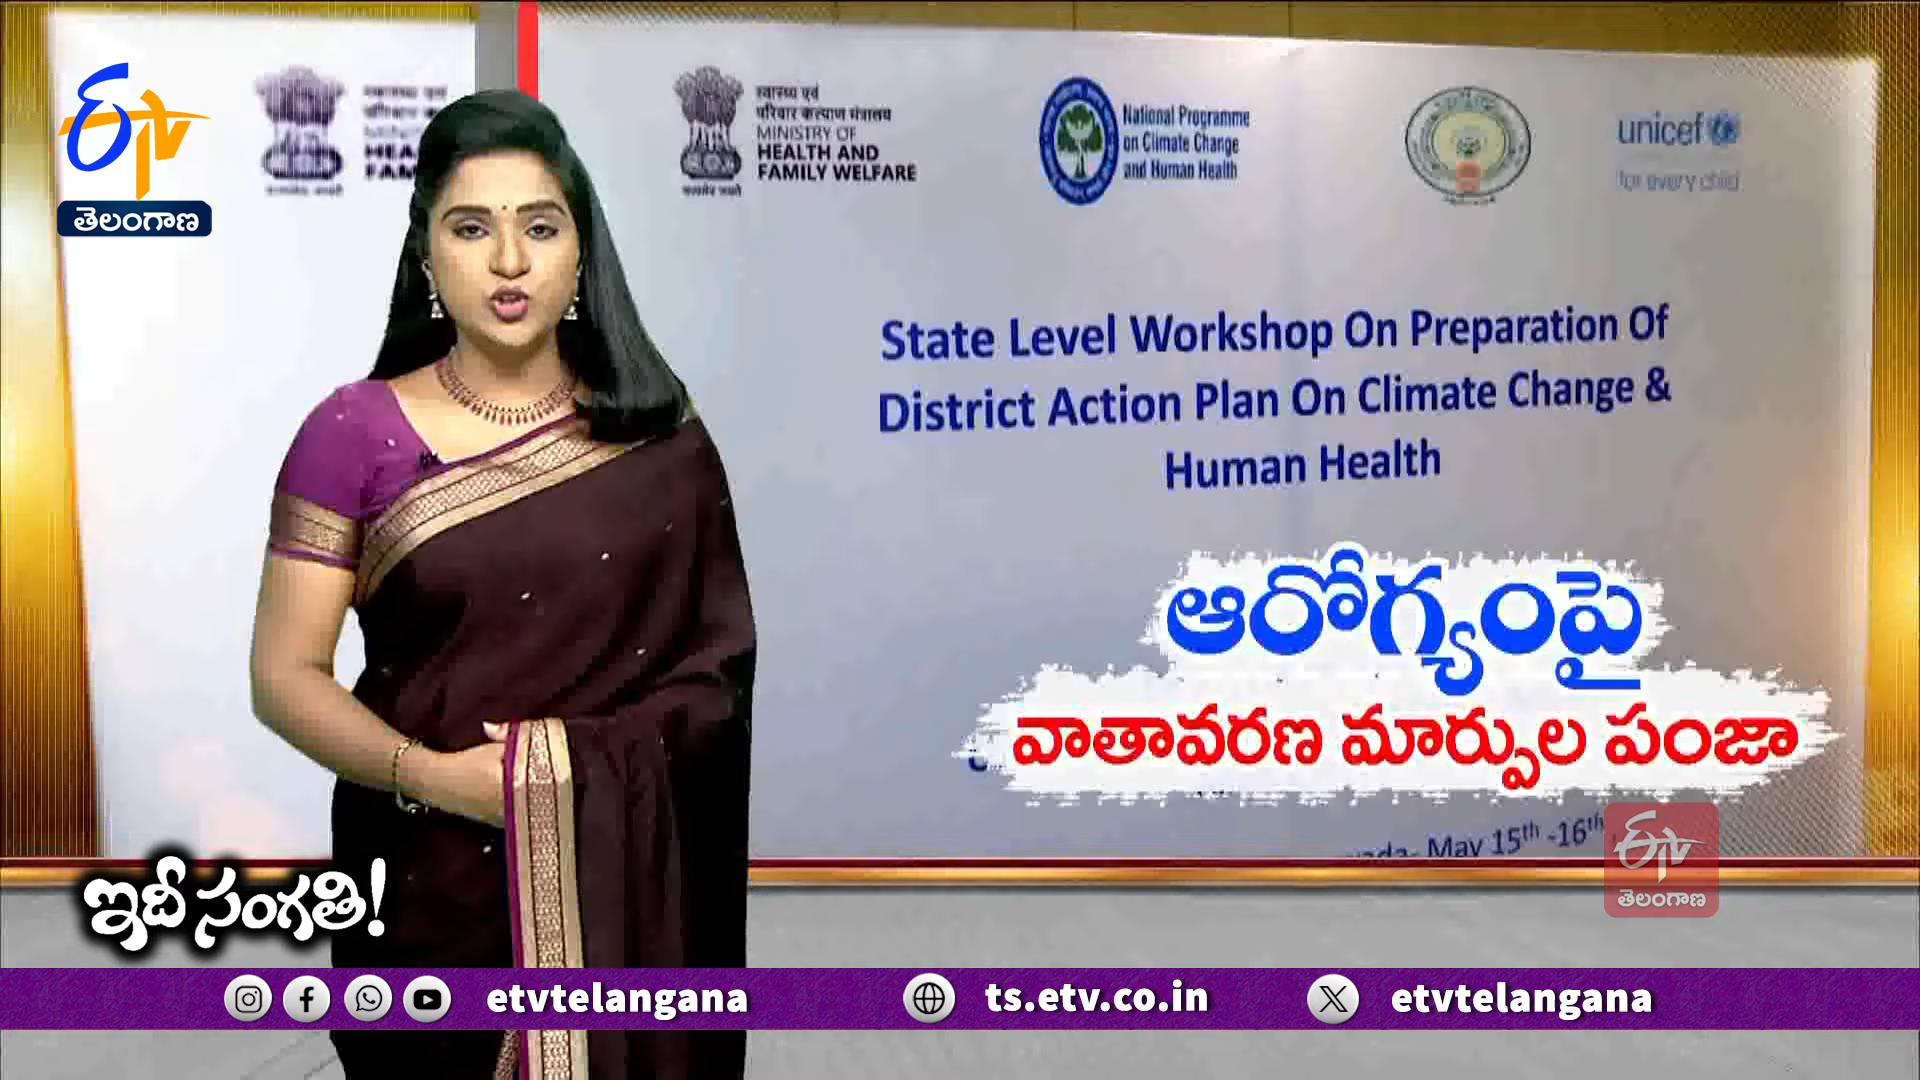 ETV
తెలంగాణ
स्वास्थ्य एवं
परिवार कल्याण मंत्रालय
MINISTRY OF
HEALTH AND
FAMILY WELFARE
National Programme
on Climate Change
and Human Health
unicef
for every child
State Level Workshop On Preparation Of
District Action Plan On Climate Change &
Human Health
ఆరోగ్యంపై
వాతావరణ మార్పుల పంజా
May 15th -16th
ETV
తెలంగాణ
ఇదీ సంగతి!
etvtelangana
ts.etv.co.in
etvtelangana